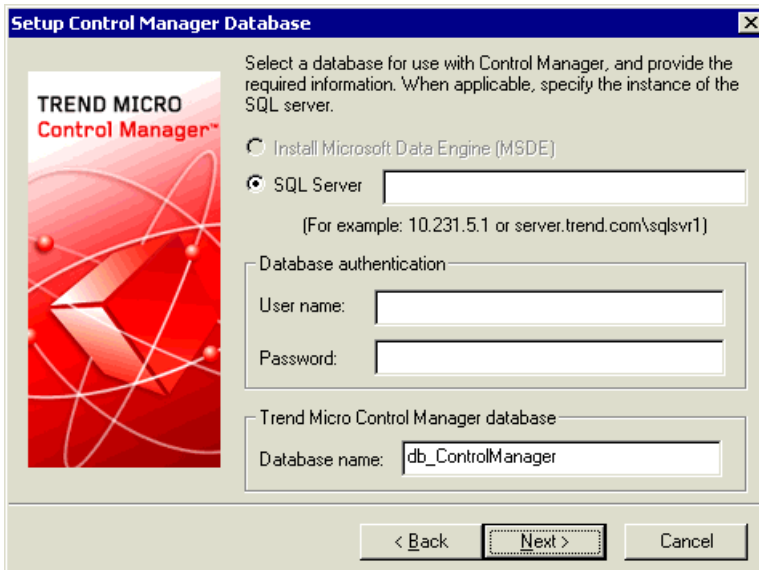 Setup Control Manager Database
Select a database for use with Control Manager, and provide the
required information. When applicable, specify the instance of the
SQL server.
TREND MICRO
Control Manager™
Install Microsoft Data Engine (MSDE)
SQL Server
(For example: 10.231.5.1 or server.trend.com\sqlsvr1)
Database authentication
User name:
Password:
Trend Micro Control Manager database
Database name: db_ControlManager
< Back Next > Cancel